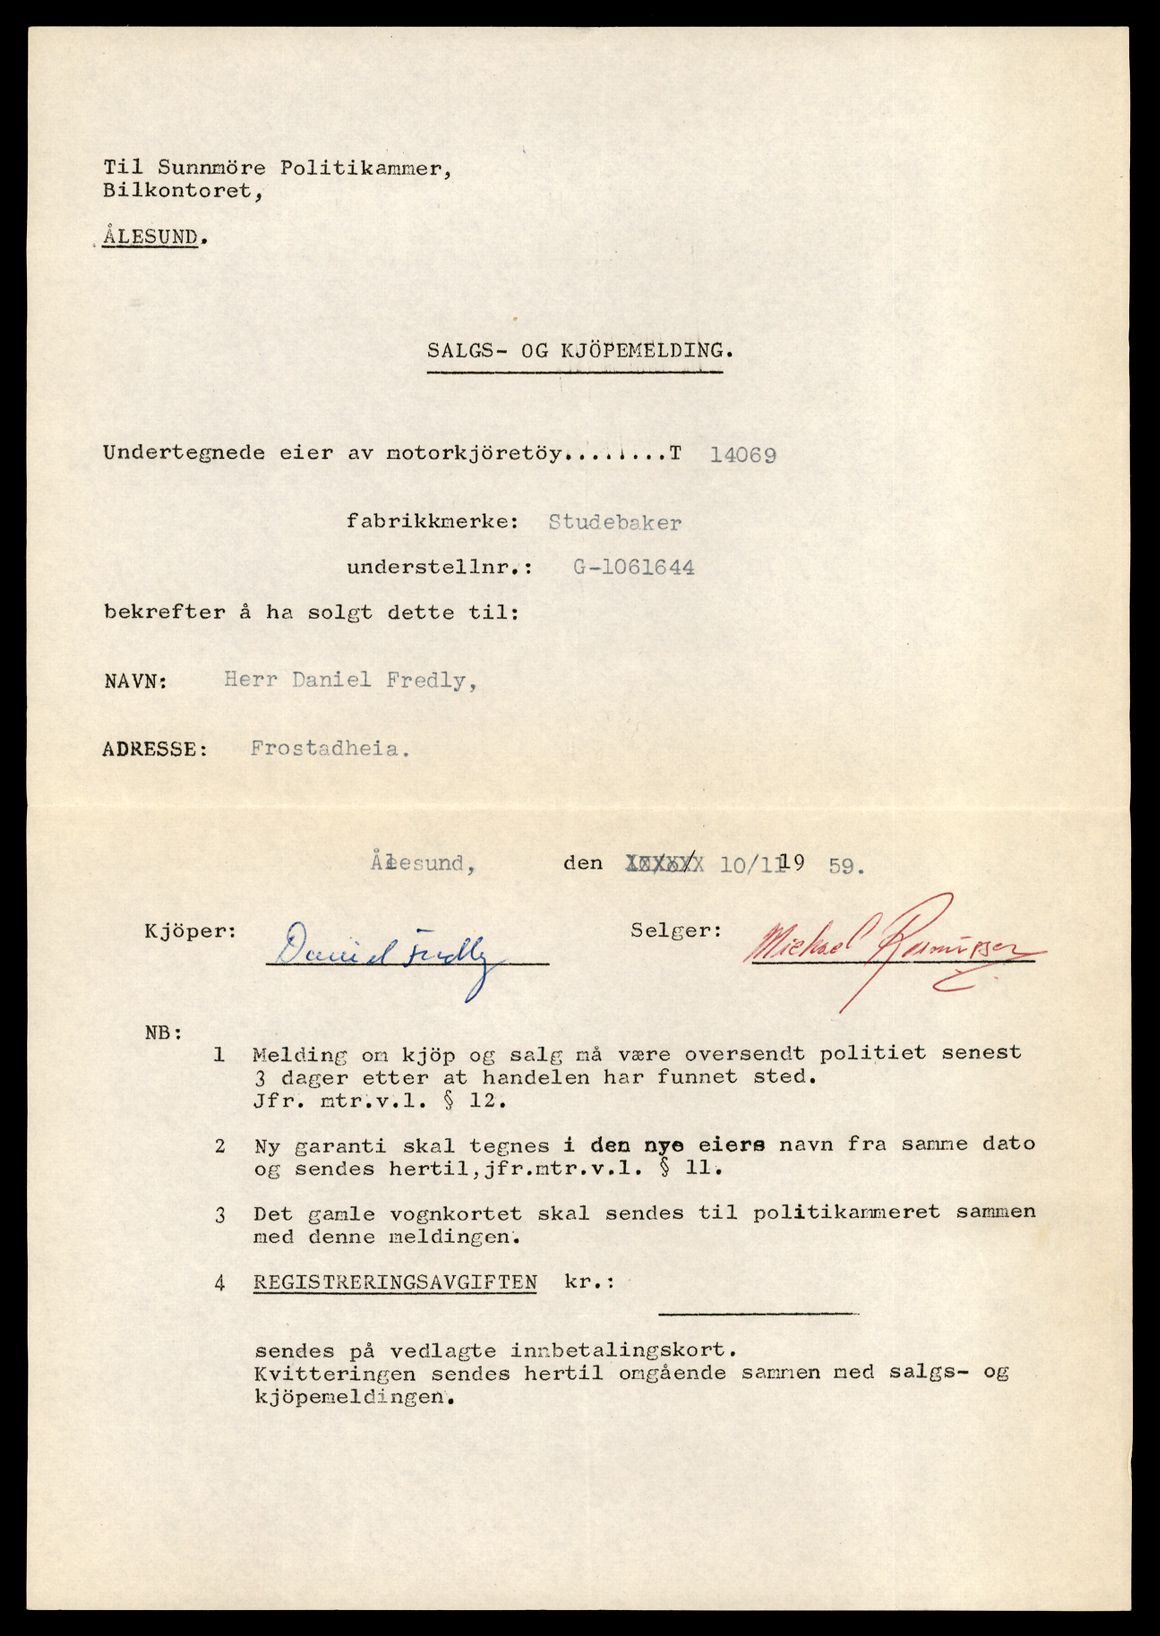 Til Sunnmöre Politikammer,
Bilkontoret,
ÅLESUND.
SALGS- OG KJÖPEMELDING.
Undertegnede eier av motorkjöretöy........T 14069
fabrikkmerke: Studebaker
understellnr.: G-1061644
bekrefter å ha solgt dette til:
NAVN: Herr Daniel Fredly,
ADRESSE: Frostadheia.
Ålesund, den 10/11 19 59.
Kjöper: Daniel Fredly Selger: Michael Rasmussen
NB:
1 Melding om kjöp og salg må være oversendt politiet senest
3 dager etter at handelen har funnet sted.
Jfr. mtr.v.l. § 12.
2 Ny garanti skal tegnes i den nye eiers navn fra samme dato
og sendes hertil,jfr.mtr.v.l. § 11.
3 Det gamle vognkortet skal sendes til politikammeret sammen
med denne meldingen.
4 REGISTRERINGSAVGIFTEN kr.:
sendes på vedlagte innbetalingskort.
Kvitteringen sendes hertil omgående sammen med salgs- og
kjöpemeldingen.